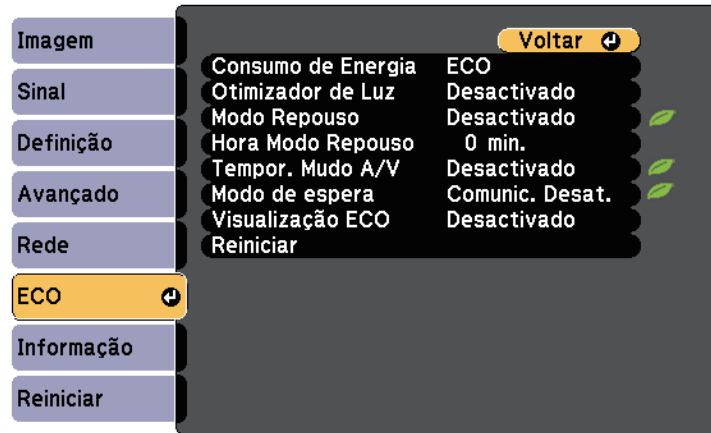 Imagem
Sinal
Definição
Avançado
Rede
ECO
Informação
Reiniciar
Voltar
Consumo de Energia ECO
Otimizador de Luz Desactivado
Modo Repouso Desactivado
Hora Modo Repouso 0 min.
Tempor. Mudo A/V Desactivado
Modo de espera Comunic. Desat.
Visualização ECO Desactivado
Reiniciar